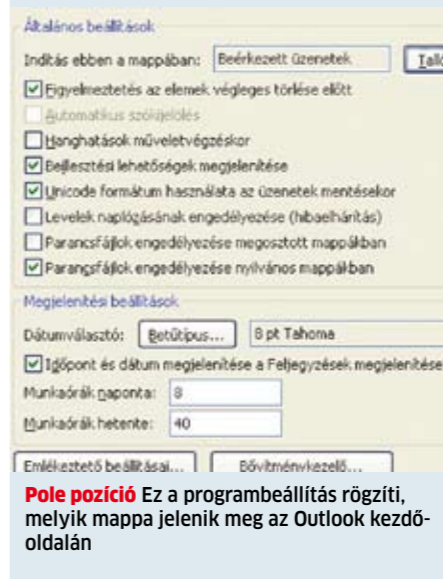 Általános beállítások
Indítás ebben a mappában: Beérkezett üzenetek Talló
Figyelmeztetés az elemek végleges törlése előtt
Automatikus szókijelölés
Hanghatások műveletvégzéskor
Beillesztési lehetőségek megjelenítése
Unicode formátum használata az üzenetek mentésekor
Levelek naplózásának engedélyezése (hibaelhárítás)
Parancsfájlok engedélyezése megosztott mappákban
Parancsfájlok engedélyezése nyilvános mappákban
Megjelenítési beállítások
Dátumválasztó: Betűtípus... 8 pt Tahoma
Időpont és dátum megjelenítése a Feljegyzések megjelenítése
Munkaórák naponta: 8
Munkaórák hetente: 40
Emlékeztető beállításai... Bővítménykezelő...
Pole pozíció Ez a programbeállítás rögzíti,
melyik mappa jelenik meg az Outlook kezdő-
oldalán